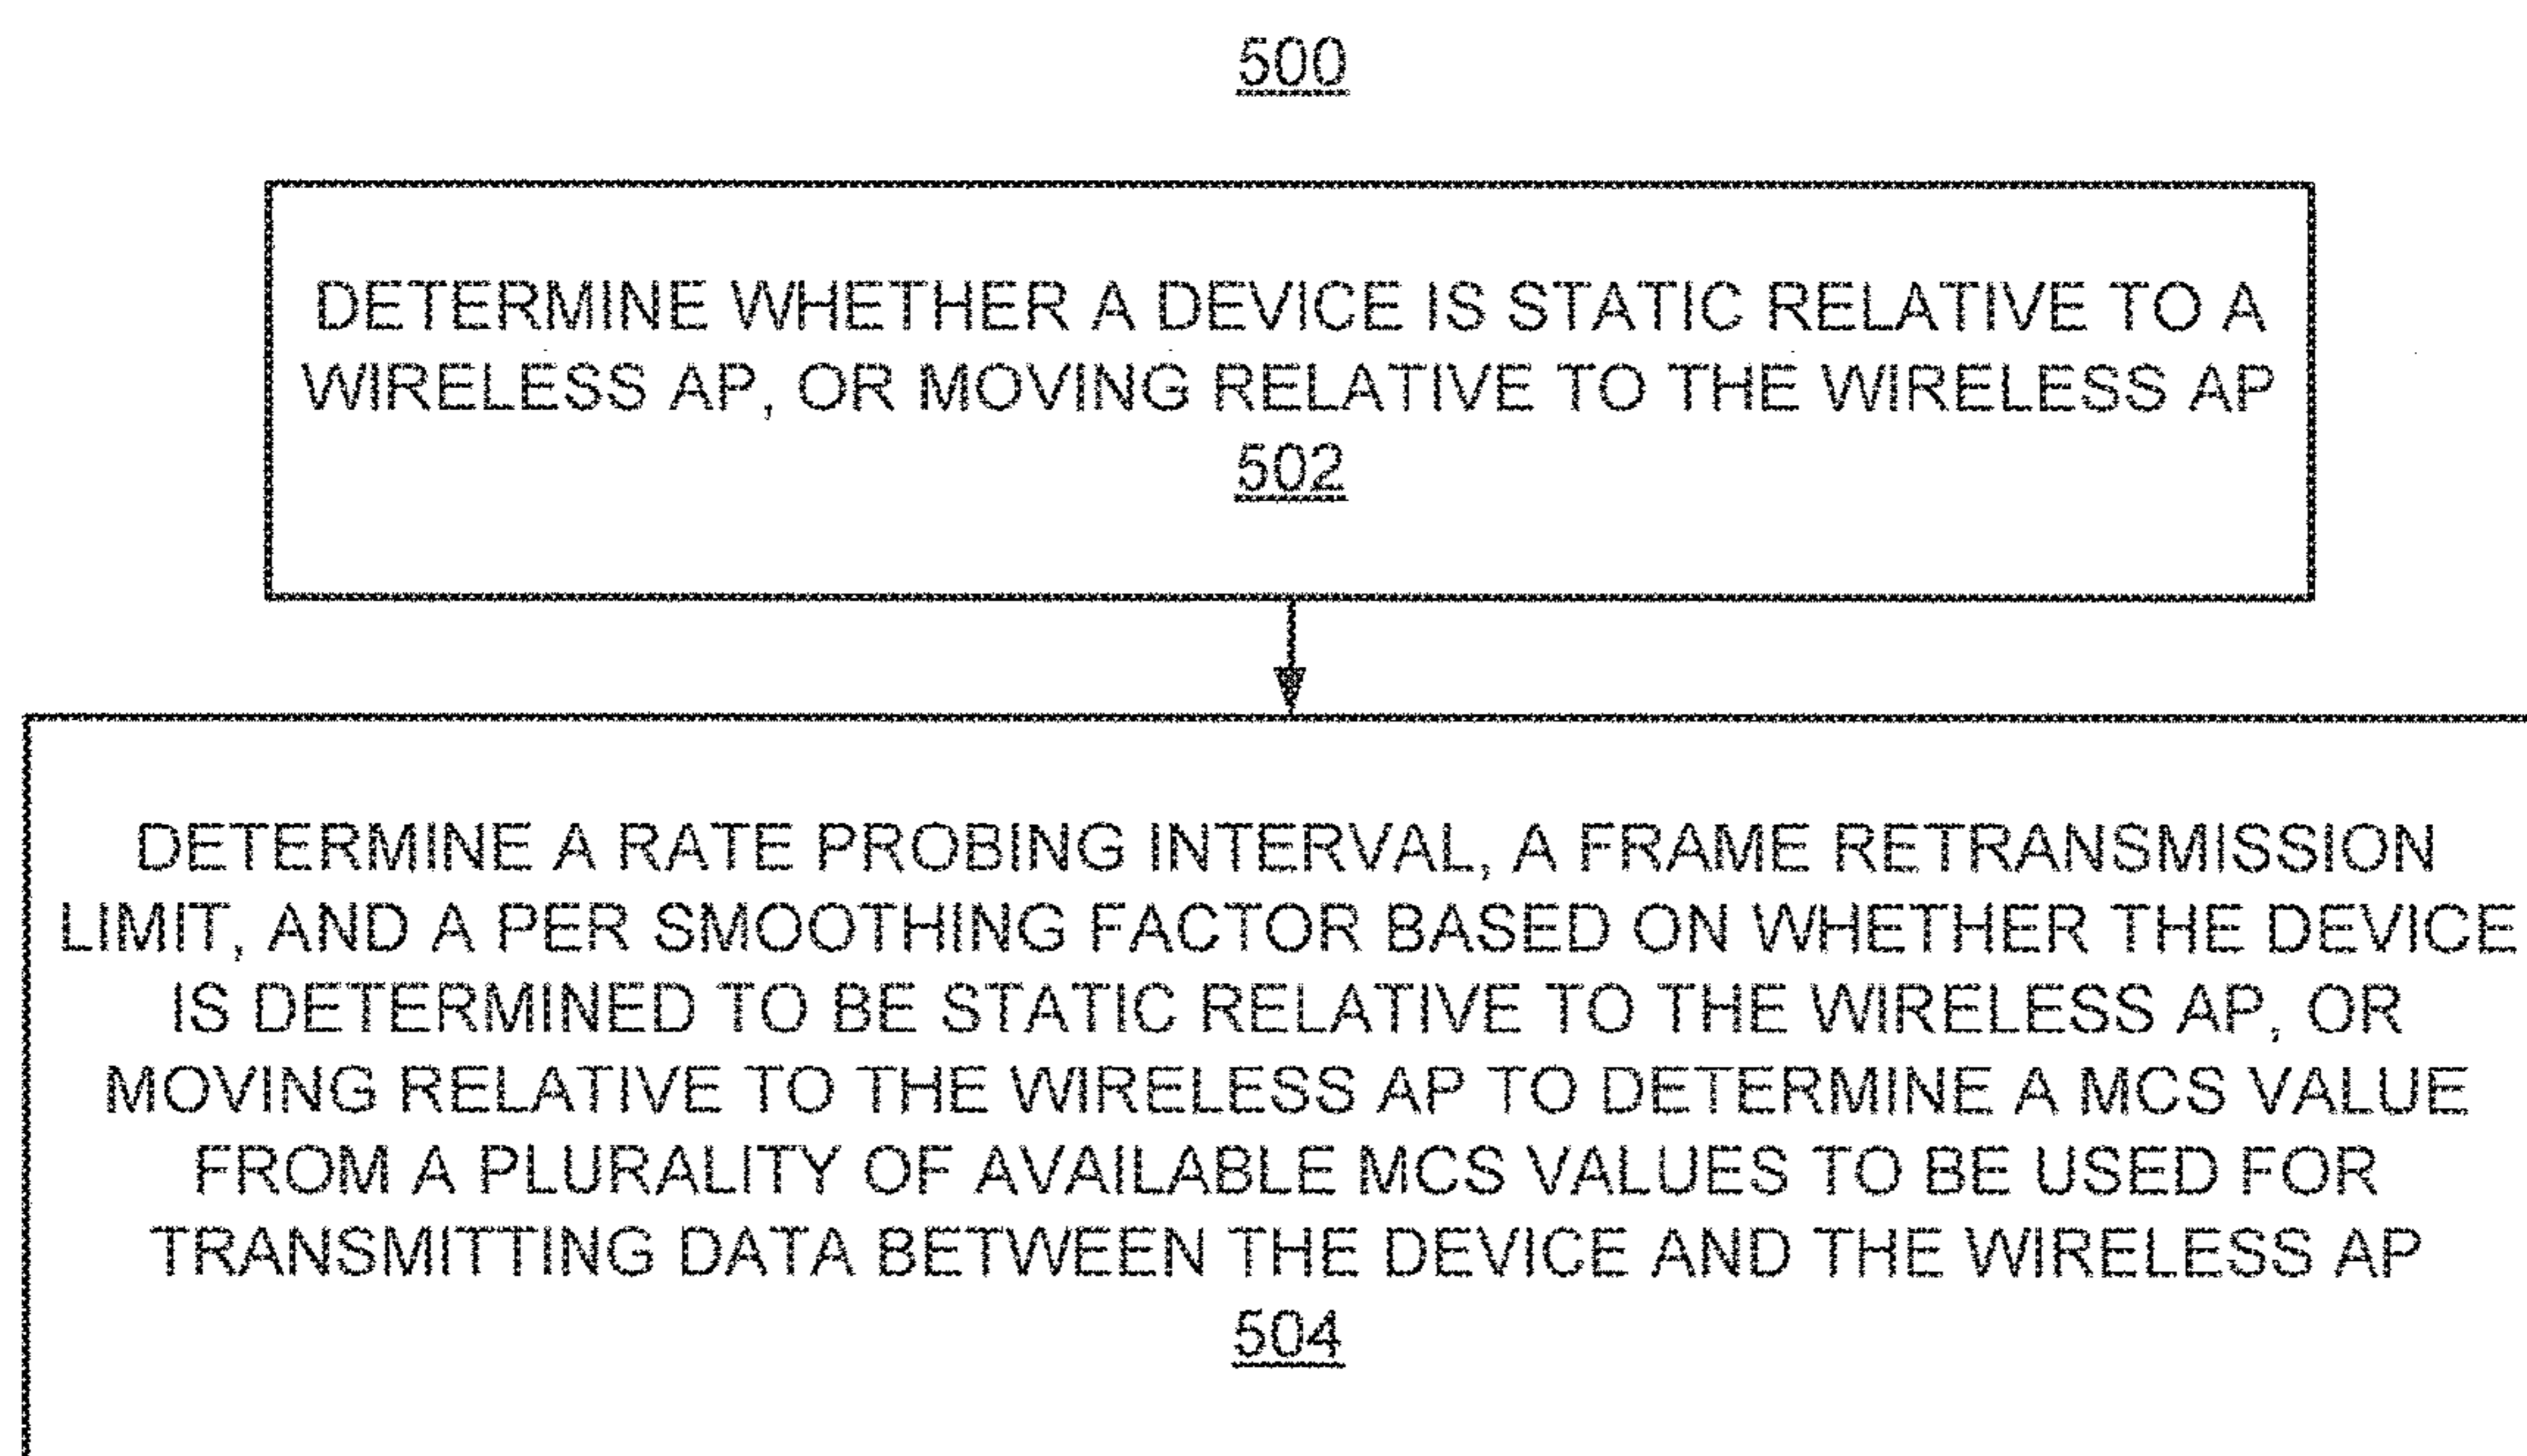 500
DETERMINE WHETHER A DEVICE IS STATIC RELATIVE TO A
WIRELESS AP, OR MOVING RELATIVE TO THE WIRELESS AP
502
DETERMINE A RATE PROBING INTERVAL, A FRAME RETRANSMISSION
LIMIT, AND A PER SMOOTHING FACTOR BASED ON WHETHER THE DEVICE
IS DETERMINED TO BE STATIC RELATIVE TO THE WIRELESS AP, OR
MOVING RELATIVE TO THE WIRELESS AP TO DETERMINE A MCS VALUE
FROM A PLURALITY OF AVAILABLE MCS VALUES TO BE USED FOR
TRANSMITTING DATA BETWEEN THE DEVICE AND THE WIRELESS AP
504